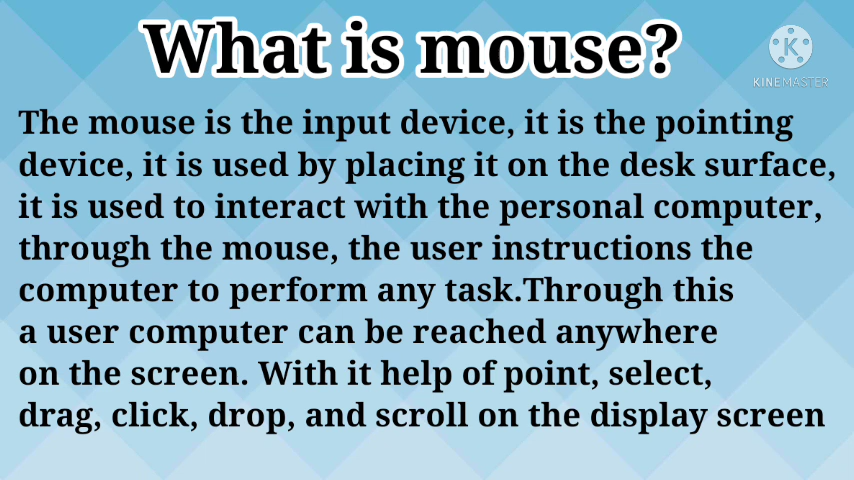 What is mouse?
K
KINEMASTER
The mouse is the input device, it is the pointing
device, it is used by placing it on the desk surface,
it is used to interact with the personal computer,
through the mouse, the user instructions the
computer to perform any task.Through this
a user computer can be reached anywhere
on the screen. With it help of point, select,
drag, click, drop, and scroll on the display screen